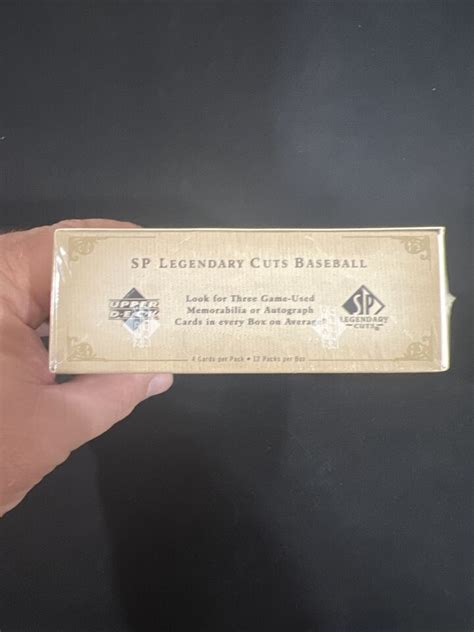 SP LEGENDARY CUTS BASEBALL
UPPER
DECK
Look for Three Game-Used
Memorabilia or Autograph
Cards in every Box on Average
SP
LEGENDARY
CUTS
4 Cards per Pack • 12 Packs per Box